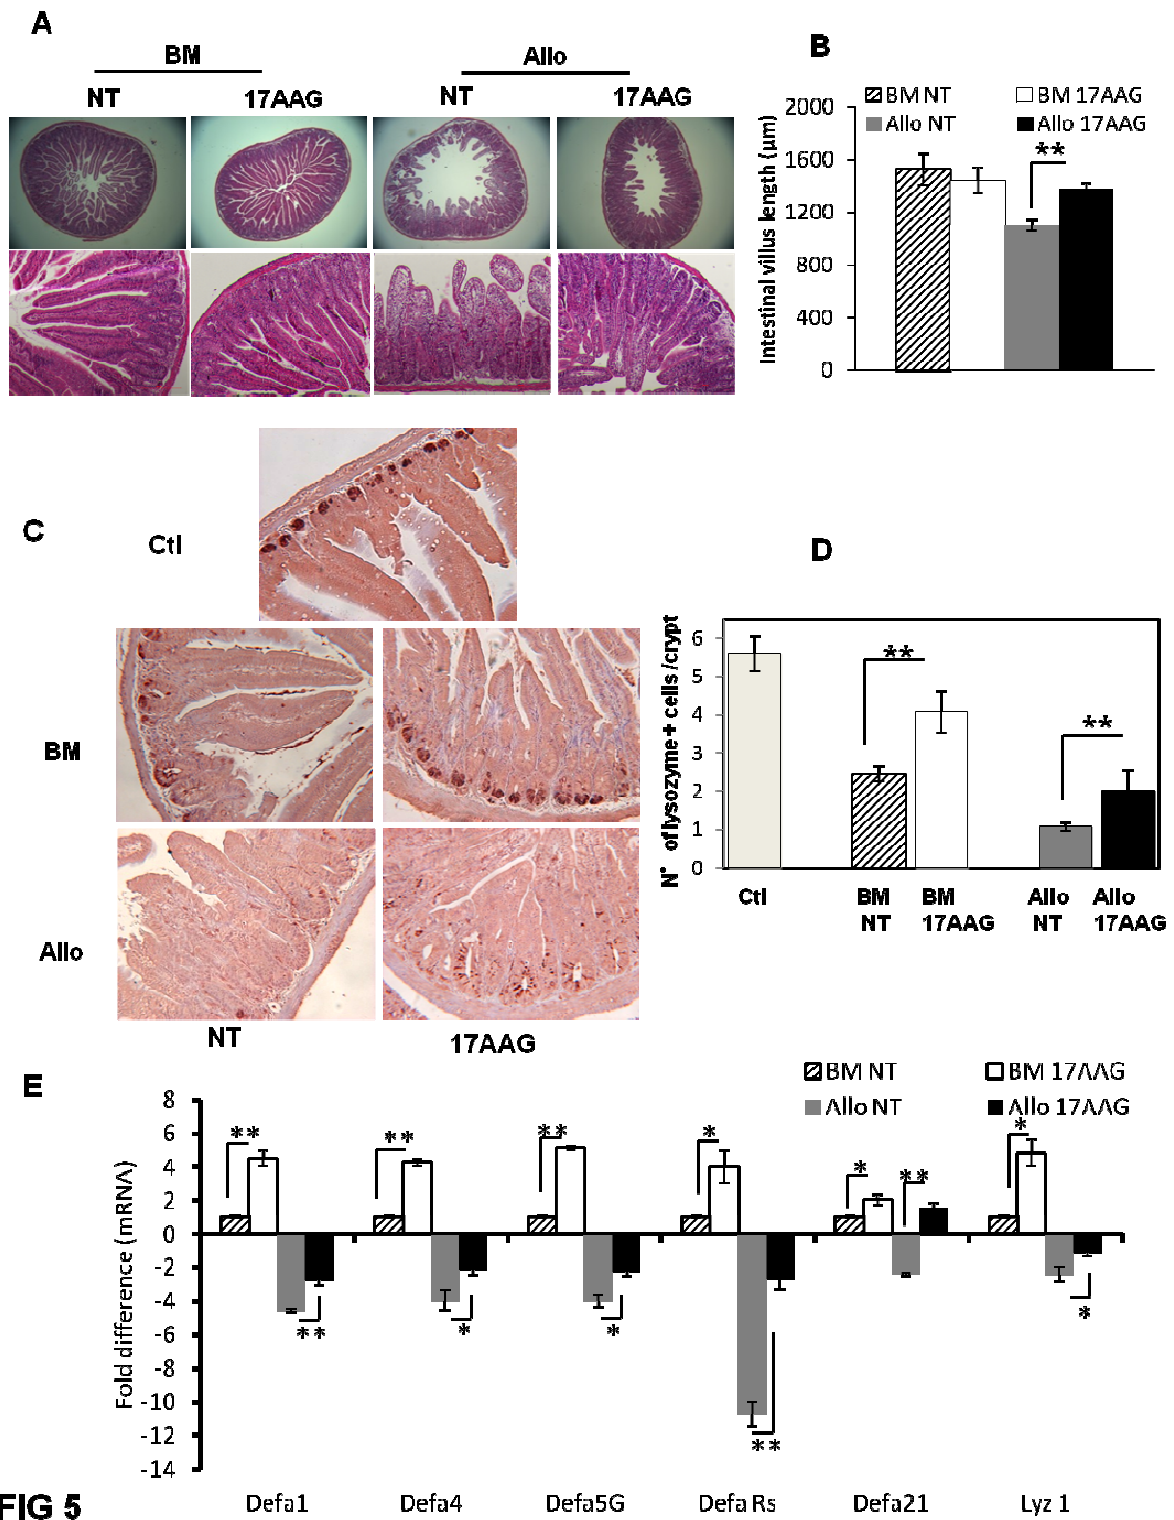 A
BM
Allo
NT
17AAG
NT
17AAG
B
BM NT
BM 17AAG
Allo NT
Allo 17AAG
**
Intestinal villus length (µm)
2000
1600
1200
800
400
0
C
Ctl
BM
Allo
NT
17AAG
D
N° of lysozyme + cells /crypt
6
5
4
3
2
1
0
**
**
Ctl
BM
NT
BM
17AAG
Allo
NT
Allo
17AAG
E
BM NT
BM 17AAG
Allo NT
Allo 17AAG
Fold difference (mRNA)
8
6
4
2
0
-2
-4
-6
-8
-10
-12
-14
**
**
**
*
*
**
*
**
*
*
**
*
Defa1
Defa4
Defa5G
Defa Rs
Defa21
Lyz 1
FIG 5